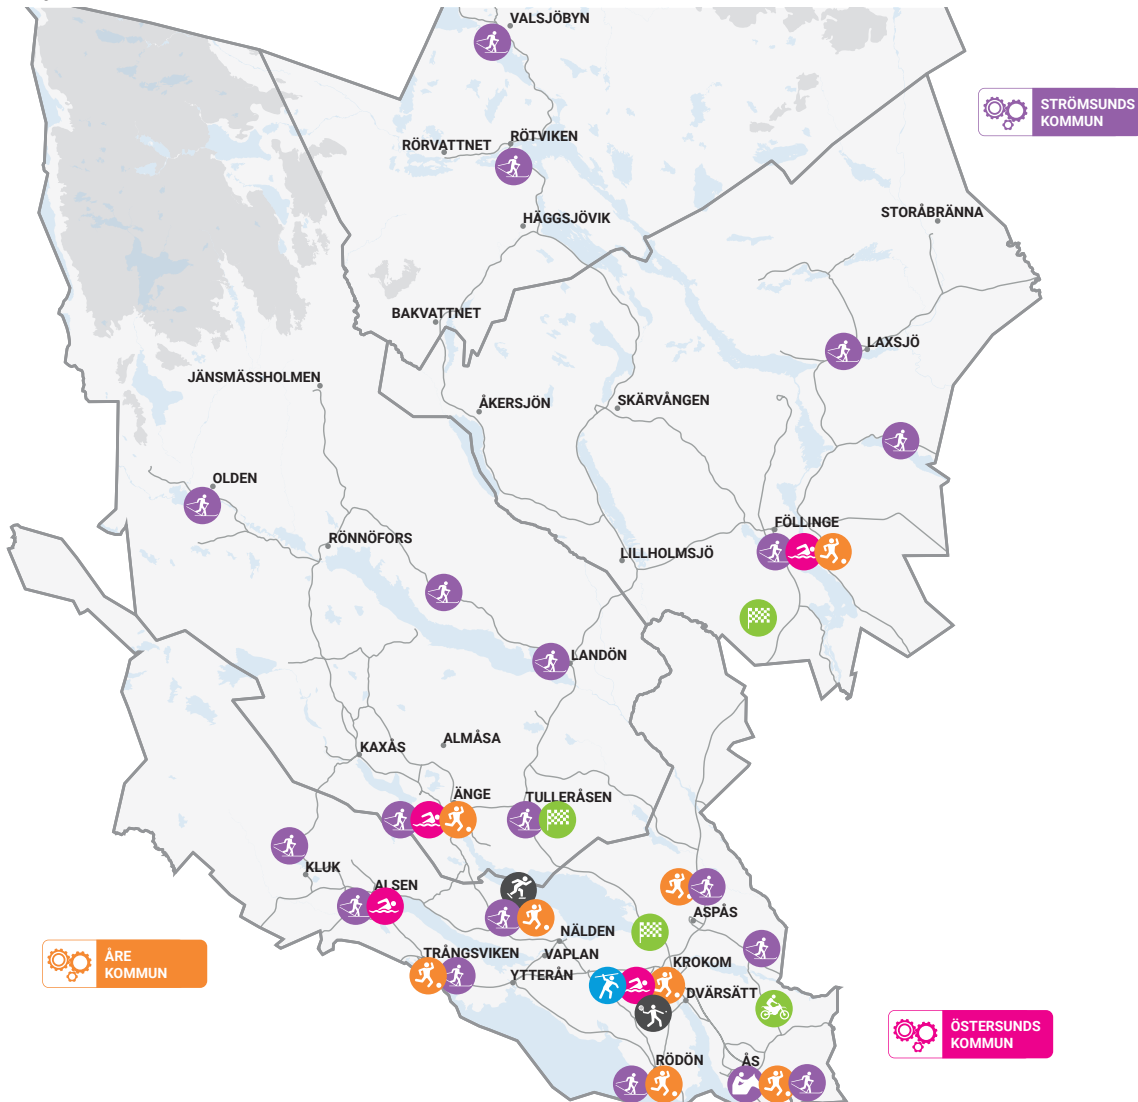 VALSJÖBYN
STRÖMSUNDS
KOMMUN
RÖTVIKEN
RÖRVATTNET
STORÅBRÄNNA
HÄGGSJÖVIK
BAKVATTNET
LAXSJÖ
JÄNSMÄSSHOLMEN
ÅKERSJÖN
SKÄRVÅNGEN
OLDEN
FÖLLINGE
RÖNNÖFORS
LILLHOLMSJÖ
LANDÖN
ALMÅSA
KAXÅS
ÄNGE
TULLERÅSEN
KLUK
ALSEN
ASPÅS
NÄLDEN
TRÅNGSVIKEN
VAPLAN
ÅRE
KOMMUN
KROKOM
YTTERÅN
DVÄRSÄTT
ÖSTERSUNDS
KOMMUN
RÖDÖN
ÅS